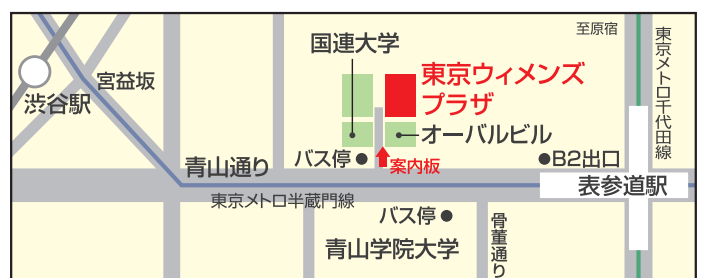 至原宿
東京メトロ千代田線
国連大学
東京ウィメンズ
プラザ
宮益坂
渋谷駅
オーバルビル
青山通り
バス停
案内板
B2出口
表参道駅
東京メトロ半蔵門線
バス停
青山学院大学
骨董通り